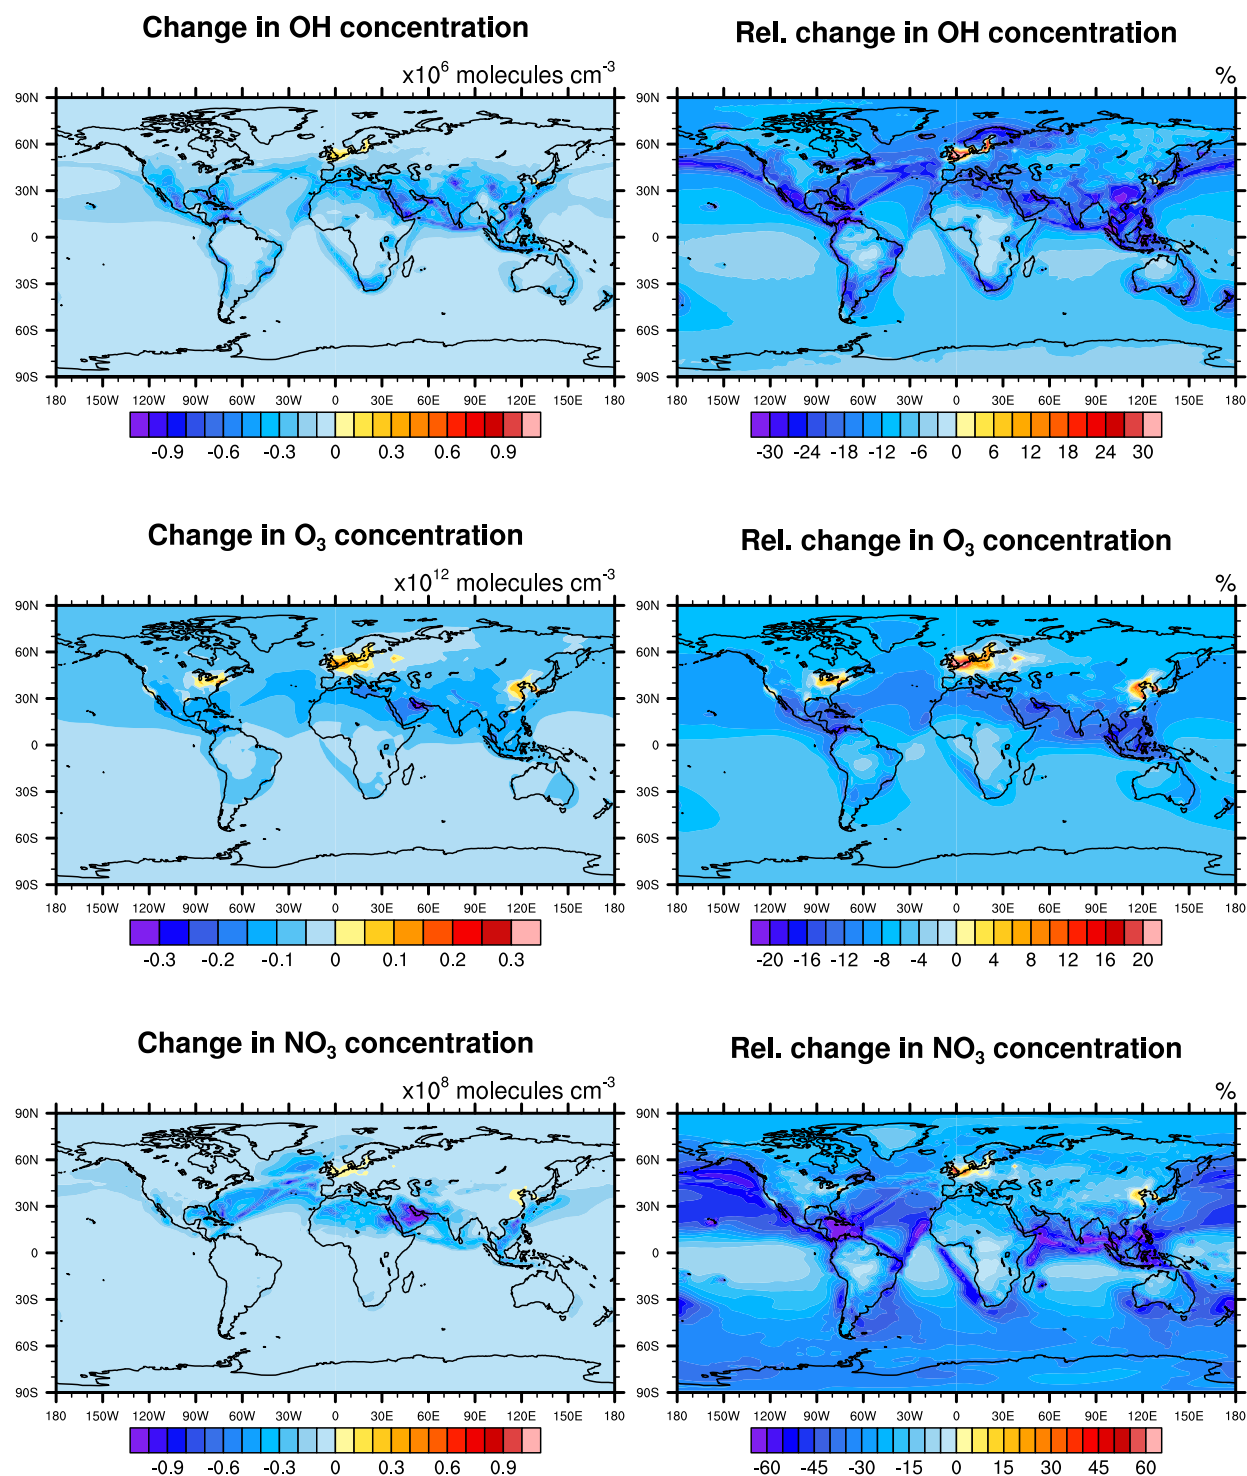 Change in OH concentration
x10⁶ molecules cm⁻³
90N
60N
30N
0
30S
60S
90S
180 150W 120W 90W 60W 30W 0 30E 60E 90E 120E 150E 180
-0.9 -0.6 -0.3 0 0.3 0.6 0.9
Rel. change in OH concentration
%
90N
60N
30N
0
30S
60S
90S
180 150W 120W 90W 60W 30W 0 30E 60E 90E 120E 150E 180
-30 -24 -18 -12 -6 0 6 12 18 24 30
Change in O₃ concentration
x10¹² molecules cm⁻³
90N
60N
30N
0
30S
60S
90S
180 150W 120W 90W 60W 30W 0 30E 60E 90E 120E 150E 180
-0.3 -0.2 -0.1 0 0.1 0.2 0.3
Rel. change in O₃ concentration
%
90N
60N
30N
0
30S
60S
90S
180 150W 120W 90W 60W 30W 0 30E 60E 90E 120E 150E 180
-20 -16 -12 -8 -4 0 4 8 12 16 20
Change in NO₃ concentration
x10⁸ molecules cm⁻³
90N
60N
30N
0
30S
60S
90S
180 150W 120W 90W 60W 30W 0 30E 60E 90E 120E 150E 180
-0.9 -0.6 -0.3 0 0.3 0.6 0.9
Rel. change in NO₃ concentration
%
90N
60N
30N
0
30S
60S
90S
180 150W 120W 90W 60W 30W 0 30E 60E 90E 120E 150E 180
-60 -45 -30 -15 0 15 30 45 60